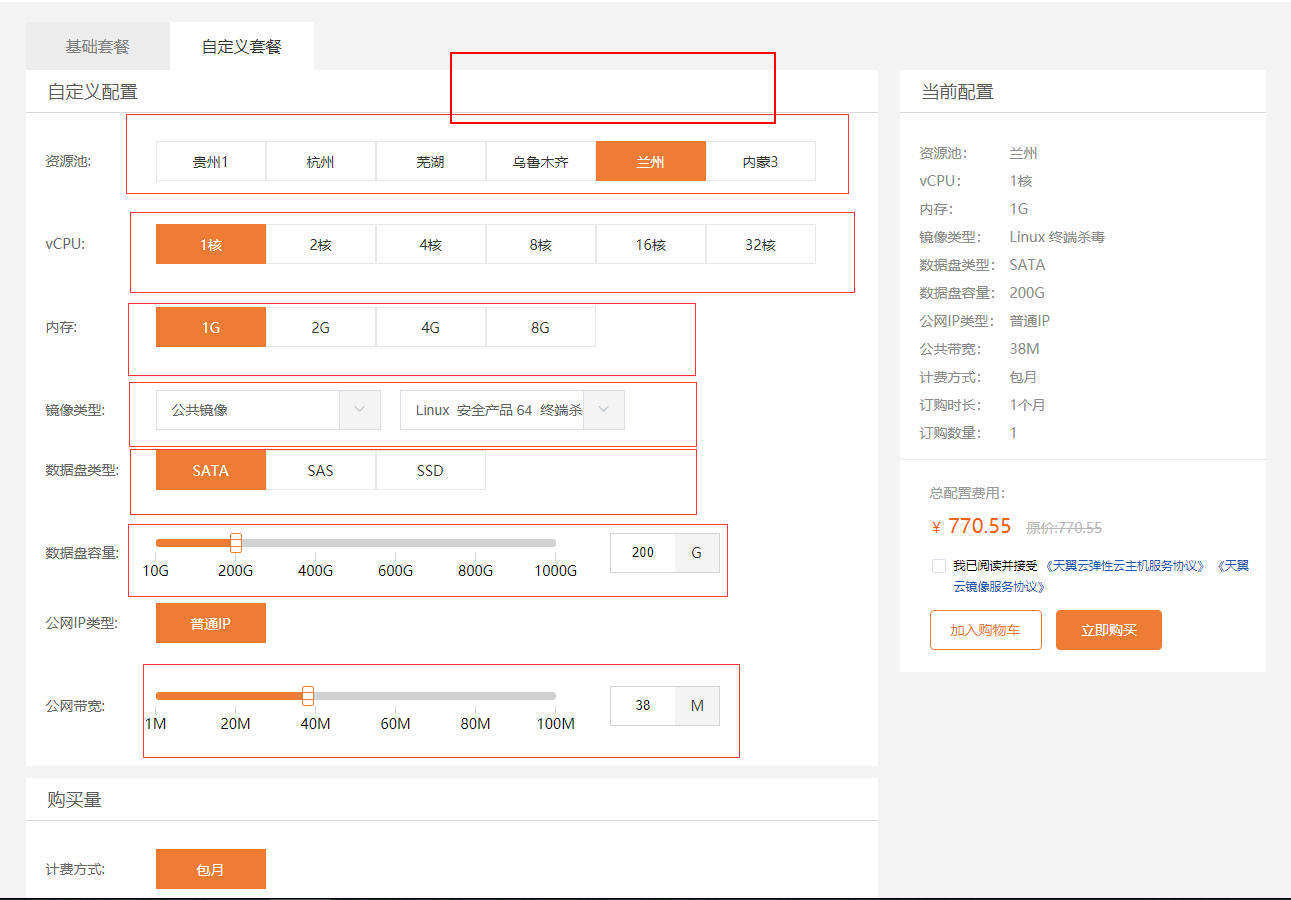 基础套餐 自定义套餐
自定义配置
资源池: 贵州1 杭州 芜湖 乌鲁木齐 兰州 内蒙3
vCPU: 1核 2核 4核 8核 16核 32核
内存: 1G 2G 4G 8G
镜像类型: 公共镜像 Linux 安全产品 64 终端杀
数据盘类型: SATA SAS SSD
数据盘容量: 200 G
10G 200G 400G 600G 800G 1000G
公网IP类型: 普通IP
公网带宽: 38 M
1M 20M 40M 60M 80M 100M
购买量
计费方式: 包月
当前配置
资源池: 兰州
vCPU: 1核
内存: 1G
镜像类型: Linux 终端杀毒
数据盘类型: SATA
数据盘容量: 200G
公网IP类型: 普通IP
公共带宽: 38M
计费方式: 包月
订购时长: 1个月
订购数量: 1
总配置费用:
¥ 770.55 原价:770.55
我已阅读并接受《天翼云弹性云主机服务协议》《天翼
云镜像服务协议》
加入购物车 立即购买